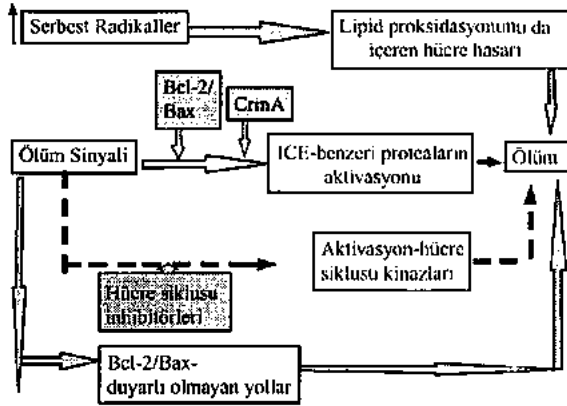 Serbest Radikaller
Lipid proksidasyonunu da
içeren hücre hasarı
Bcl-2/
Bax
CrmA
Ölüm Sinyali
ICE-benzeri proteaların
aktivasyonu
Ölüm
Aktivasyon-hücre
siklusu kinazları
Hücre siklusu
inhibitörleri
Bcl-2/Bax-
duyarlı olmayan yollar